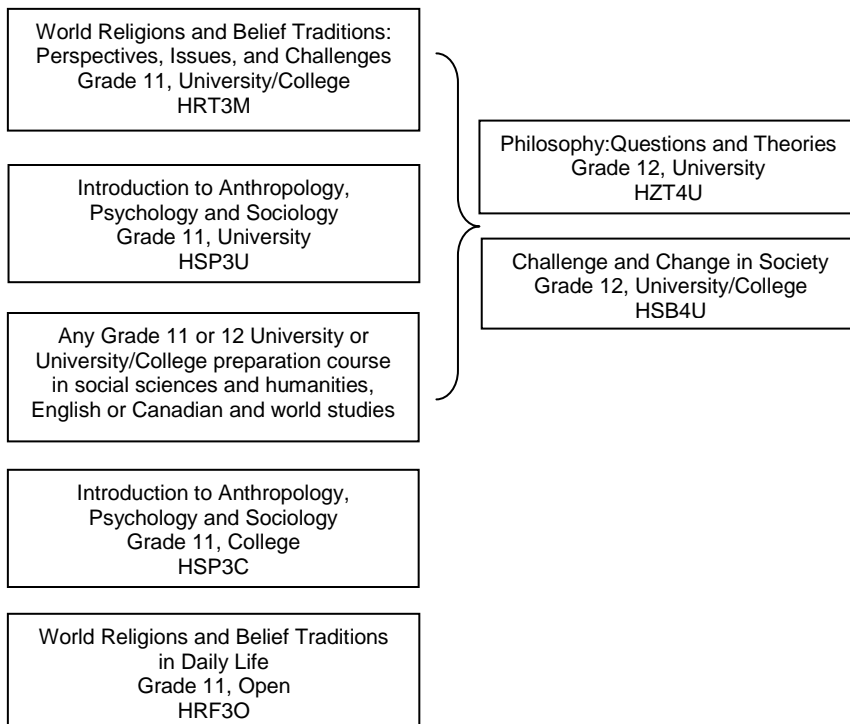 World Religions and Belief Traditions:
Perspectives, Issues, and Challenges
Grade 11, University/College
HRT3M
Introduction to Anthropology,
Psychology and Sociology
Grade 11, University
HSP3U
Any Grade 11 or 12 University or
University/College preparation course
in social sciences and humanities,
English or Canadian and world studies
Introduction to Anthropology,
Psychology and Sociology
Grade 11, College
HSP3C
World Religions and Belief Traditions
in Daily Life
Grade 11, Open
HRF3O
Philosophy:Questions and Theories
Grade 12, University
HZT4U
Challenge and Change in Society
Grade 12, University/College
HSB4U